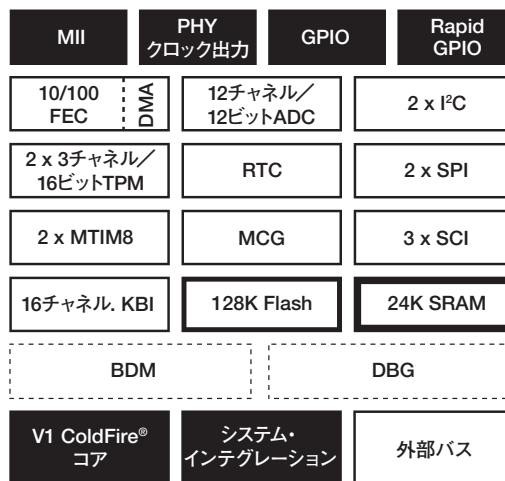 MII
PHY
クロック出力
GPIO
Rapid
GPIO
10/100
FEC
DMA
12チャネル／
12ビットADC
2 x I²C
2 x 3チャネル／
16ビットTPM
RTC
2 x SPI
2 x MTIM8
MCG
3 x SCI
16チャネル. KBI
128K Flash
24K SRAM
BDM
DBG
V1 ColdFire®
コア
システム・
インテグレーション
外部バス